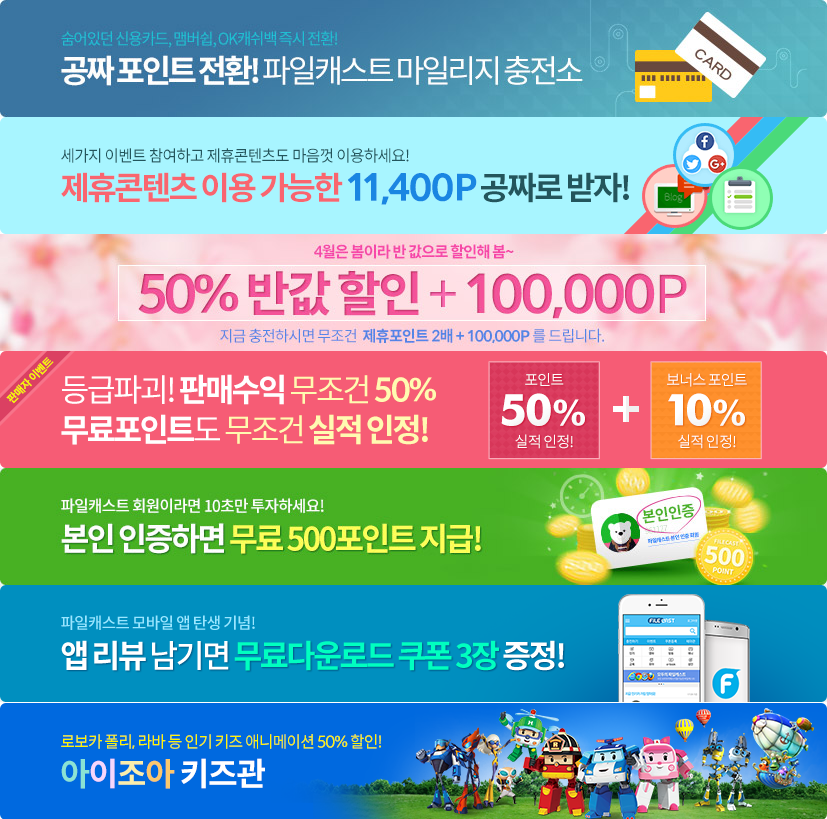 숨어있던 신용카드, 맴버쉽, OK캐쉬백 즉시 전환!
공짜 포인트 전환! 파일캐스트 마일리지 충전소
CARD
세가지 이벤트 참여하고 제휴콘텐츠도 마음껏 이용하세요!
제휴콘텐츠 이용 가능한 11,400P 공짜로 받자!
f
G+
Blog
4월은 봄이라 반 값으로 할인해 봄~
50% 반값 할인 + 100,000P
지금 충전하시면 무조건 제휴포인트 2배 + 100,000P 를 드립니다.
판매자 이벤트
등급파괴! 판매수익 무조건 50%
무료포인트도 무조건 실적 인정!
포인트
50%
실적 인정!
+
보너스 포인트
10%
실적 인정!
파일캐스트 회원이라면 10초만 투자하세요!
본인 인증하면 무료 500포인트 지급!
본인인증
파일캐스트 본인 인증 회원
FILECAST
500
POINT
파일캐스트 모바일 앱 탄생 기념!
앱 리뷰 남기면 무료다운로드 쿠폰 3장 증정!
FILECAST
로보카 폴리, 라바 등 인기 키즈 애니메이션 50% 할인!
아이조아 키즈관